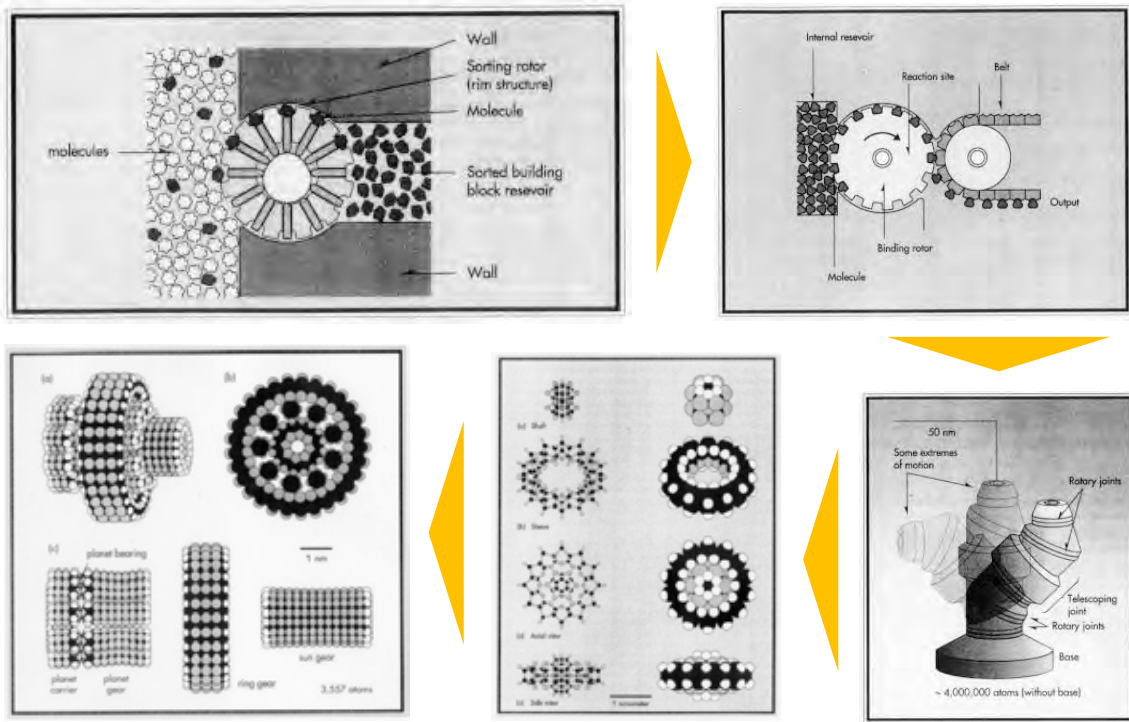 Wall
Sorting rotor
(rim structure)
Molecule
molecules
Sorted building
block resevoir
Wall
Internal resevoir
Reaction site
Belt
Output
Binding rotor
Molecule
50 nm
Some extremes
of motion
Rotary joints
Telescoping
joint
Rotary joints
Base
~ 4,000,000 atoms (without base)
(a) Shaft
(b) Sleeve
Axial view
Side view
1 nanometer
(a)
(b)
1 nm
(c)
planet bearing
planet
carrier
planet
gear
ring gear
sun gear
3,557 atoms